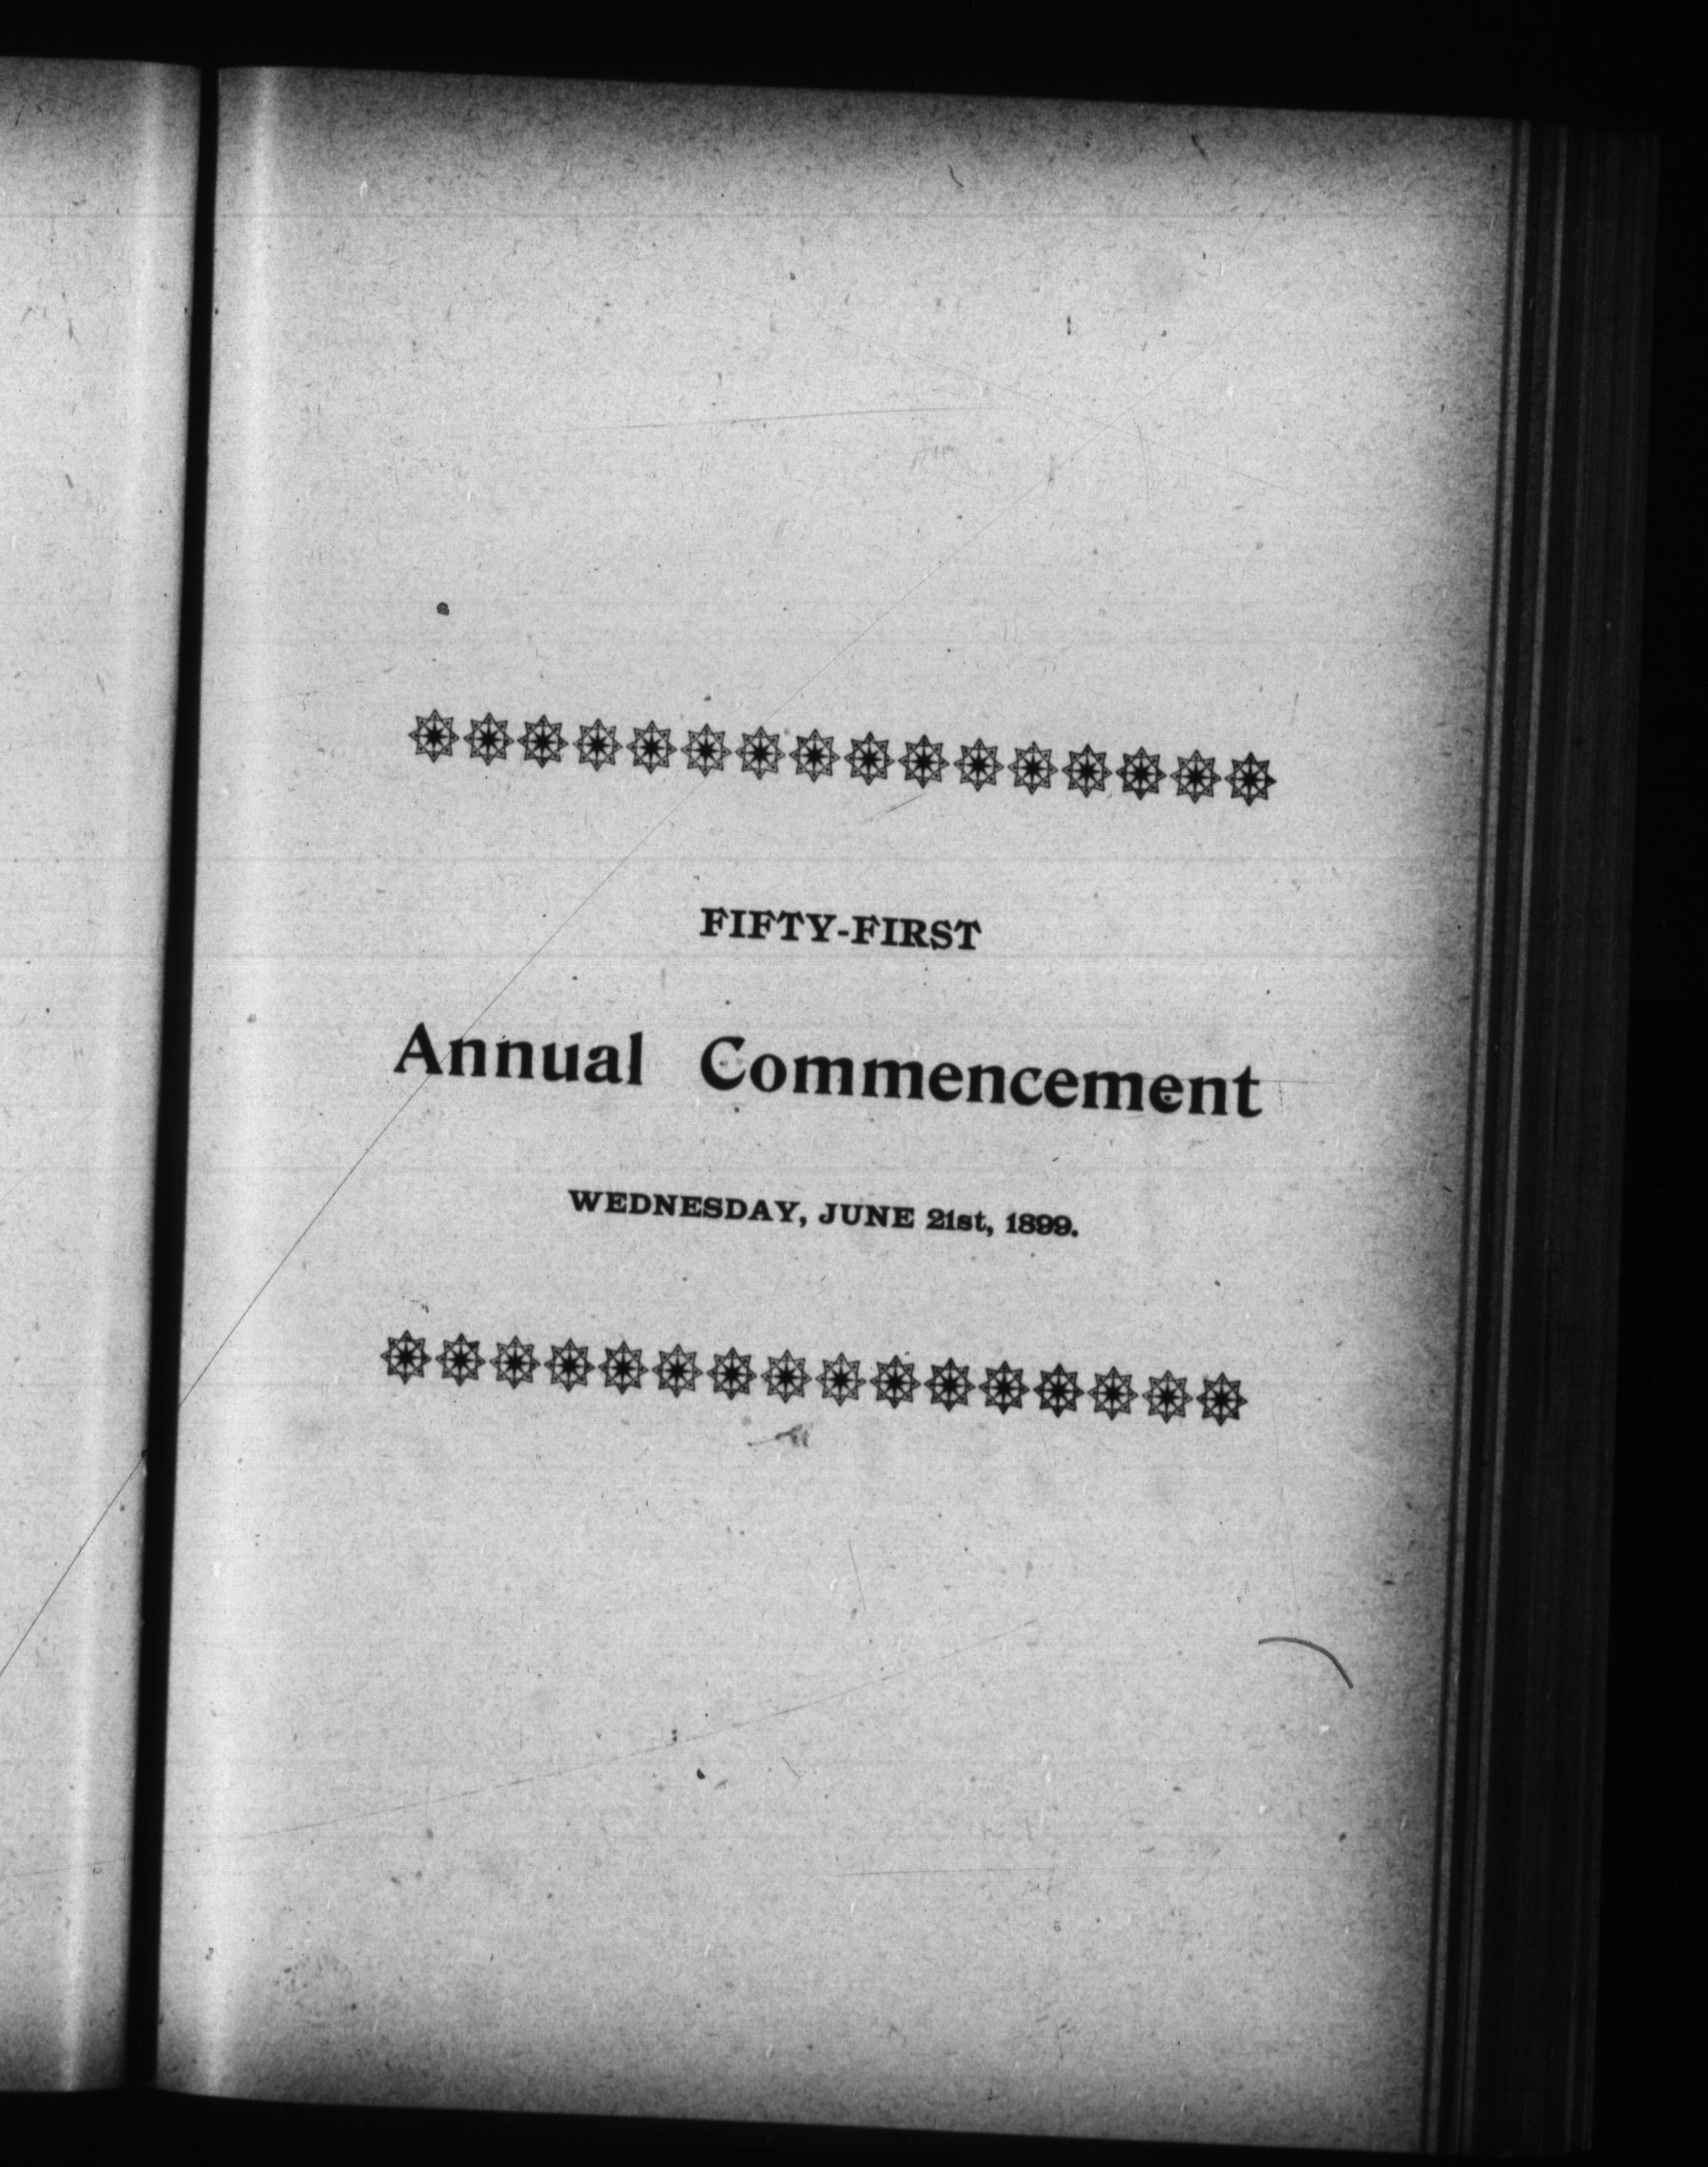 FIFTY-FIRST
Annual Commencement
WEDNESDAY, JUNE 21st, 1899.